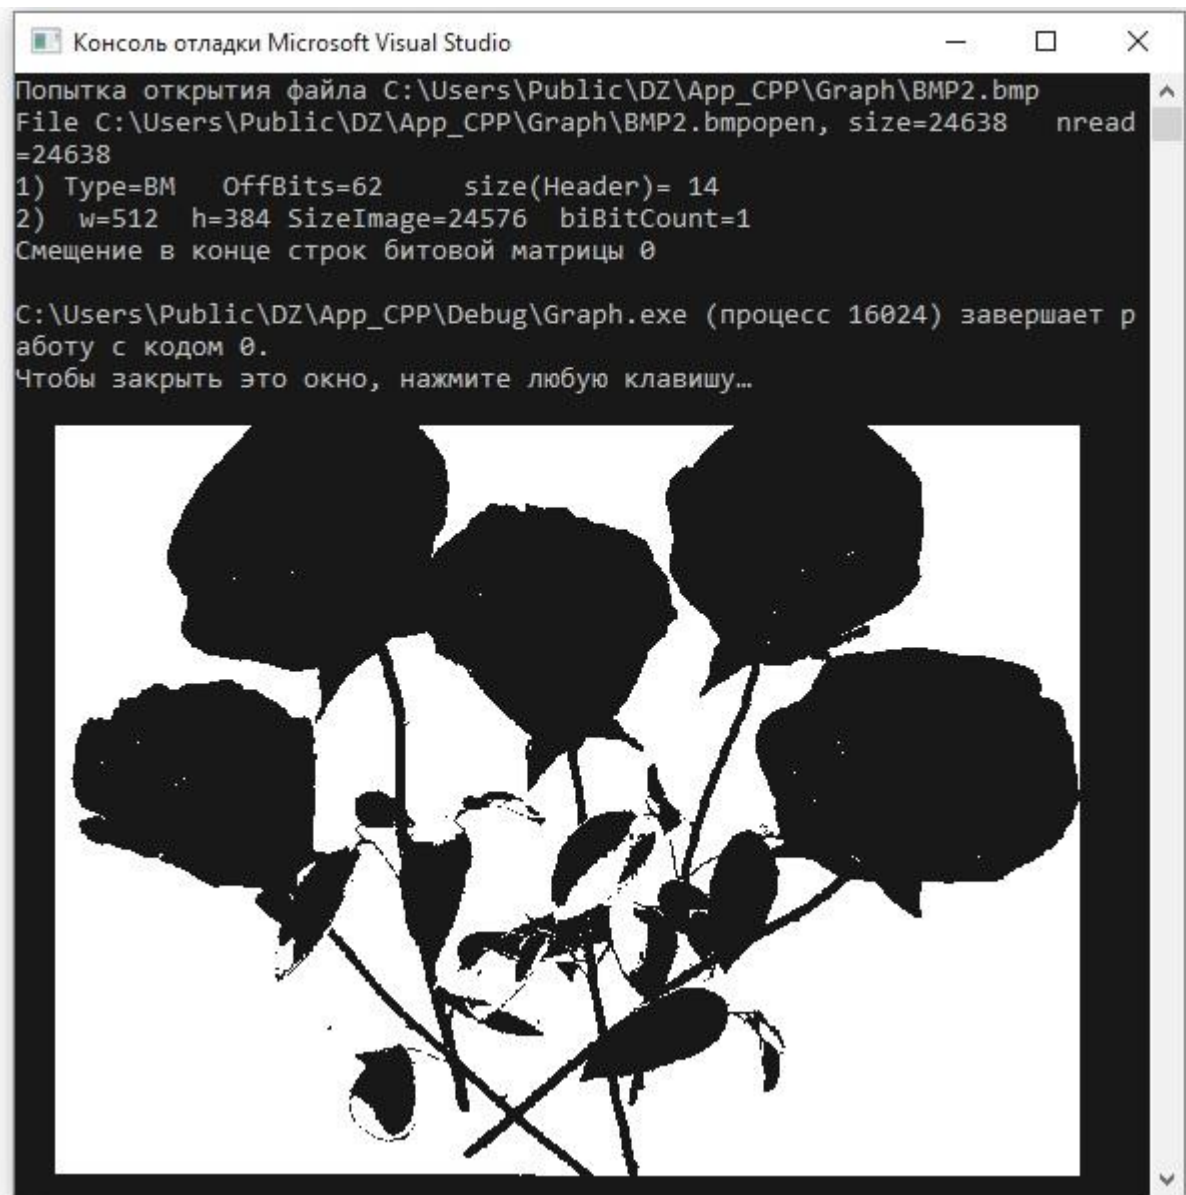 Консоль отладки Microsoft Visual Studio
Попытка открытия файла C:\Users\Public\DZ\App_CPP\Graph\BMP2.bmp
File C:\Users\Public\DZ\App_CPP\Graph\BMP2.bmpopen, size=24638   nread
=24638
1) Type=BM   OffBits=62     size(Header)= 14
2)  w=512  h=384 SizeImage=24576  biBitCount=1
Смещение в конце строк битовой матрицы 0
C:\Users\Public\DZ\App_CPP\Debug\Graph.exe (процесс 16024) завершает р
аботу с кодом 0.
Чтобы закрыть это окно, нажмите любую клавишу…